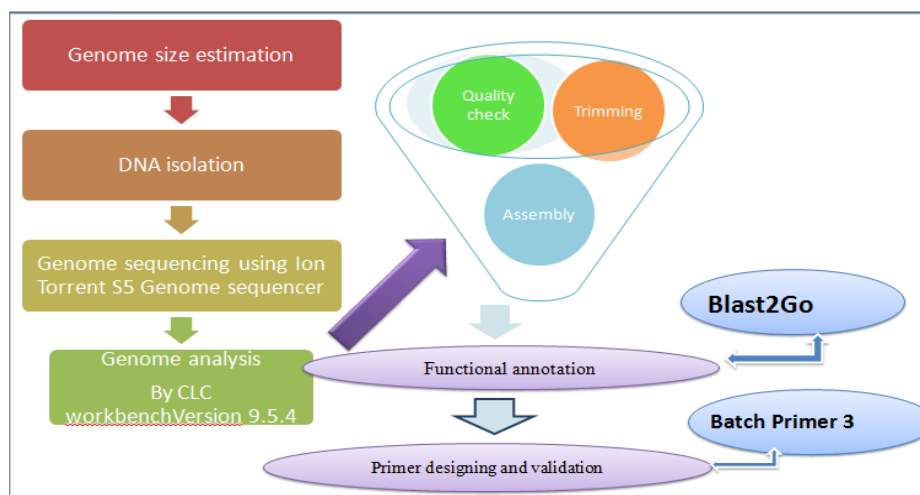 Genome size estimation
DNA isolation
Genome sequencing using Ion
Torrent S5 Genome sequencer
Genome analysis
By CLC
workbenchVersion 9.5.4
Quality
check
Trimming
Assembly
Functional annotation
Blast2Go
Primer designing and validation
Batch Primer 3